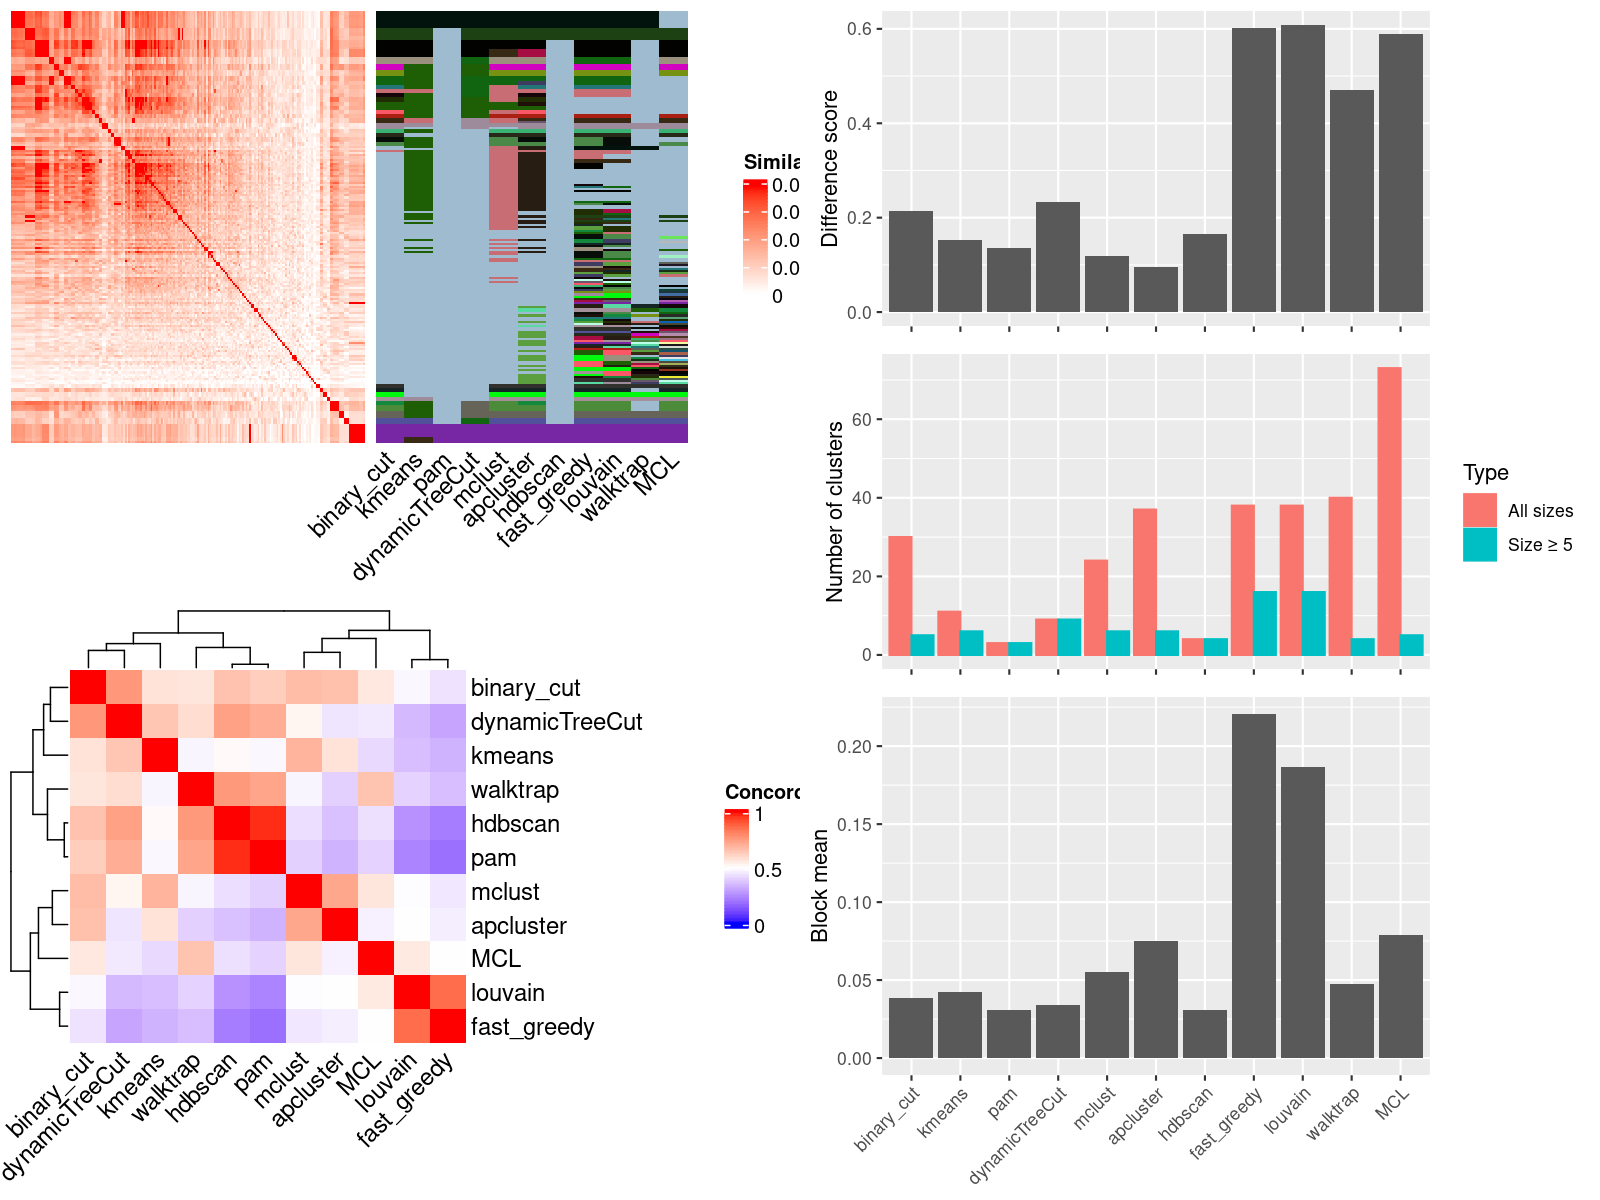 Simila
0.0
0.0
0.0
0.0
0
binary_cut
kmeans
pam
dynamicTreeCut
mclust
apcluster
hdbscan
fast_greedy
louvain
walktrap
MCL
binary_cut
dynamicTreeCut
kmeans
walktrap
hdbscan
pam
mclust
apcluster
MCL
louvain
fast_greedy
binary_cut
dynamicTreeCut
kmeans
walktrap
hdbscan
pam
mclust
apcluster
MCL
louvain
fast_greedy
Concord
1
0.5
0
Difference score
0.6
0.4
0.2
0.0
Number of clusters
60
40
20
0
Type
All sizes
Size ≥ 5
Block mean
0.20
0.15
0.10
0.05
0.00
binary_cut
kmeans
pam
dynamicTreeCut
mclust
apcluster
hdbscan
fast_greedy
louvain
walktrap
MCL